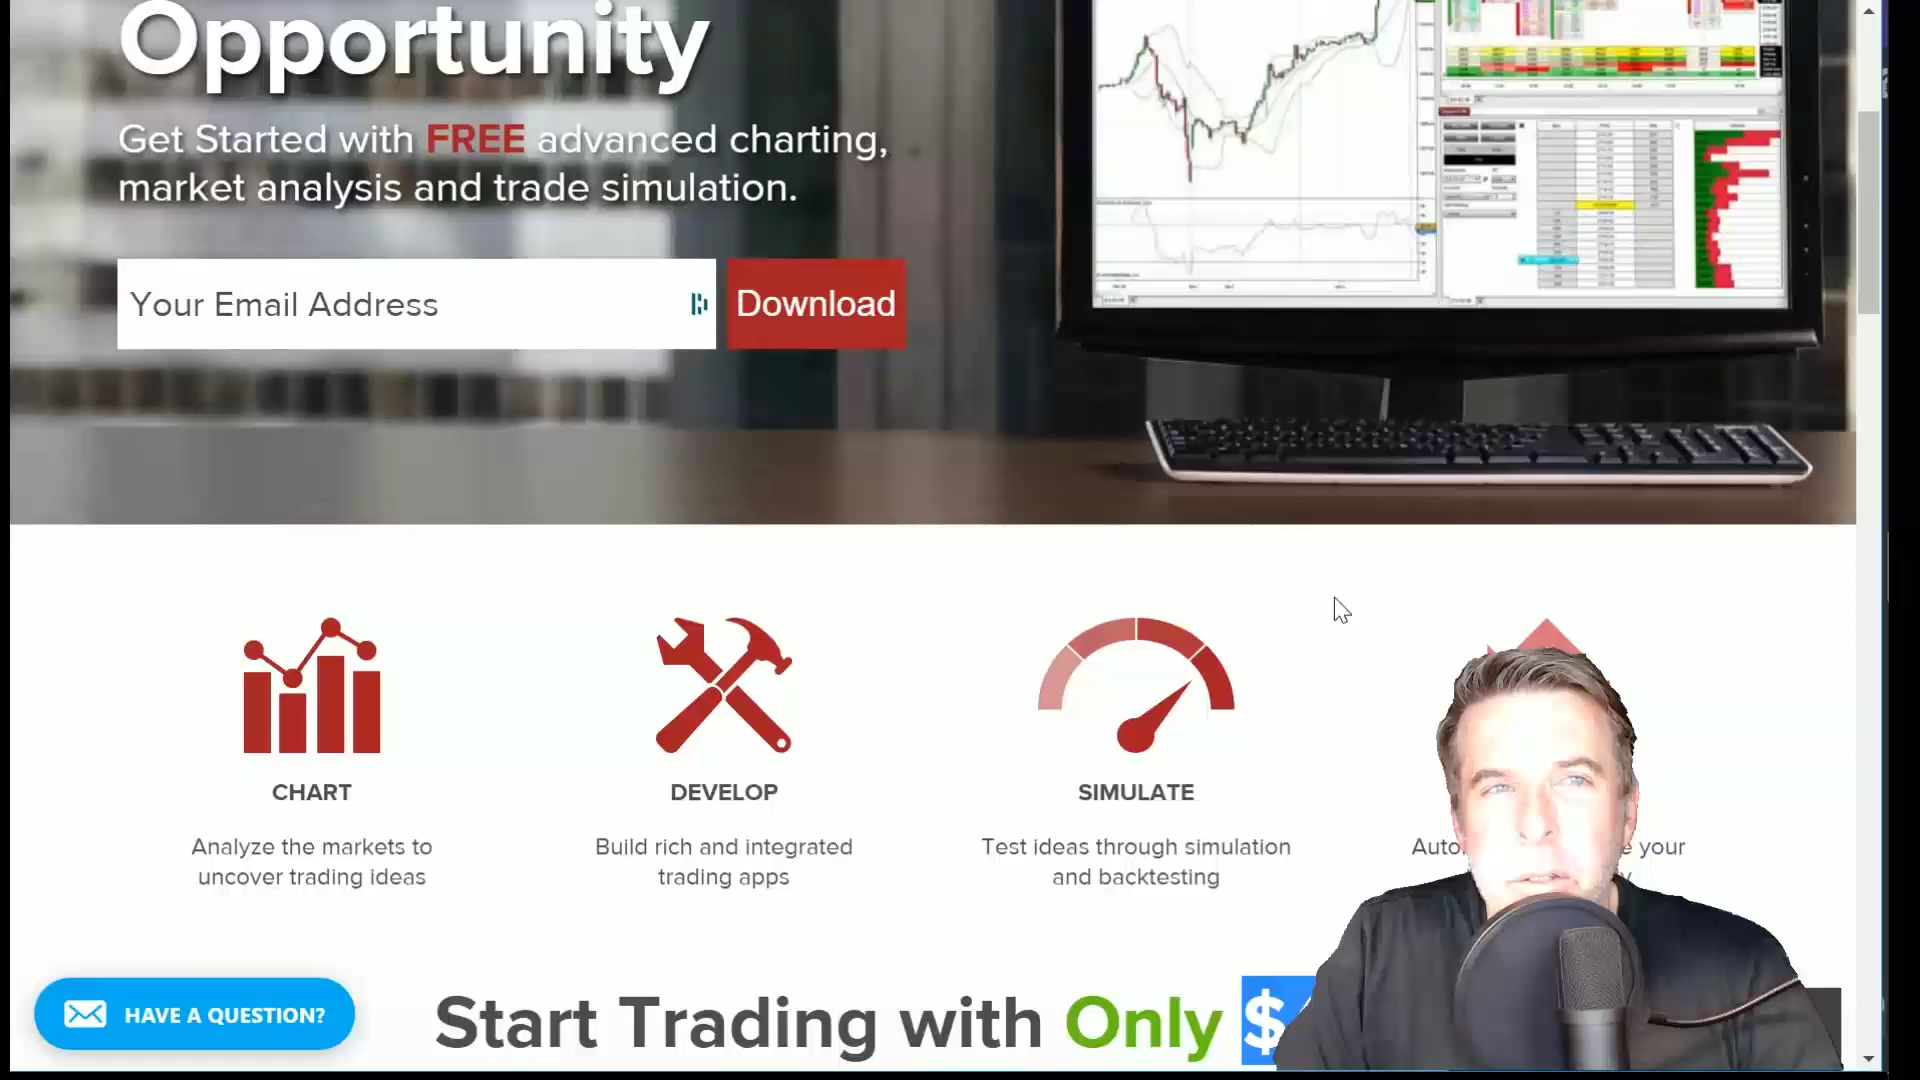 Opportunity
Get Started with FREE advanced charting,
market analysis and trade simulation.
Your Email Address
Download
CHART
DEVELOP
SIMULATE
Analyze the markets to
uncover trading ideas
Build rich and integrated
trading apps
Test ideas through simulation
and backtesting
your
HAVE A QUESTION?
Start Trading with Only $